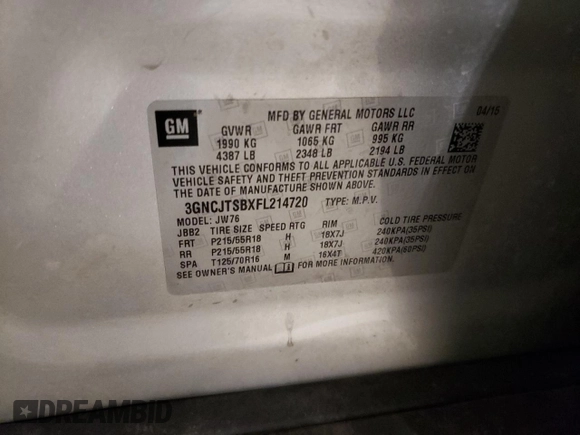 MFD BY GENERAL MOTORS LLC 04/15
GM
GVWR GAWR FRT GAWR RR
1990 KG 1065 KG 995 KG
4387 LB 2348 LB 2194 LB
THIS VEHICLE CONFORMS TO ALL APPLICABLE U.S. FEDERAL MOTOR
VEHICLE SAFETY AND THEFT PREVENTION STANDARDS IN EFFECT ON
THE DATE OF MANUFACTURE SHOWN ABOVE.
3GNCJTSBXFL214720 TYPE: M.P.V.
MODEL: JW76
JBB2 TIRE SIZE SPEED RTG RIM COLD TIRE PRESSURE
FRT P215/55R18 H 18X7J 240KPA(35PSI)
RR P215/55R18 H 18X7J 240KPA(35PSI)
SPA T125/70R16 M 16X4T 420KPA(60PSI)
SEE OWNER'S MANUAL FOR MORE INFORMATION.
DREAMBID